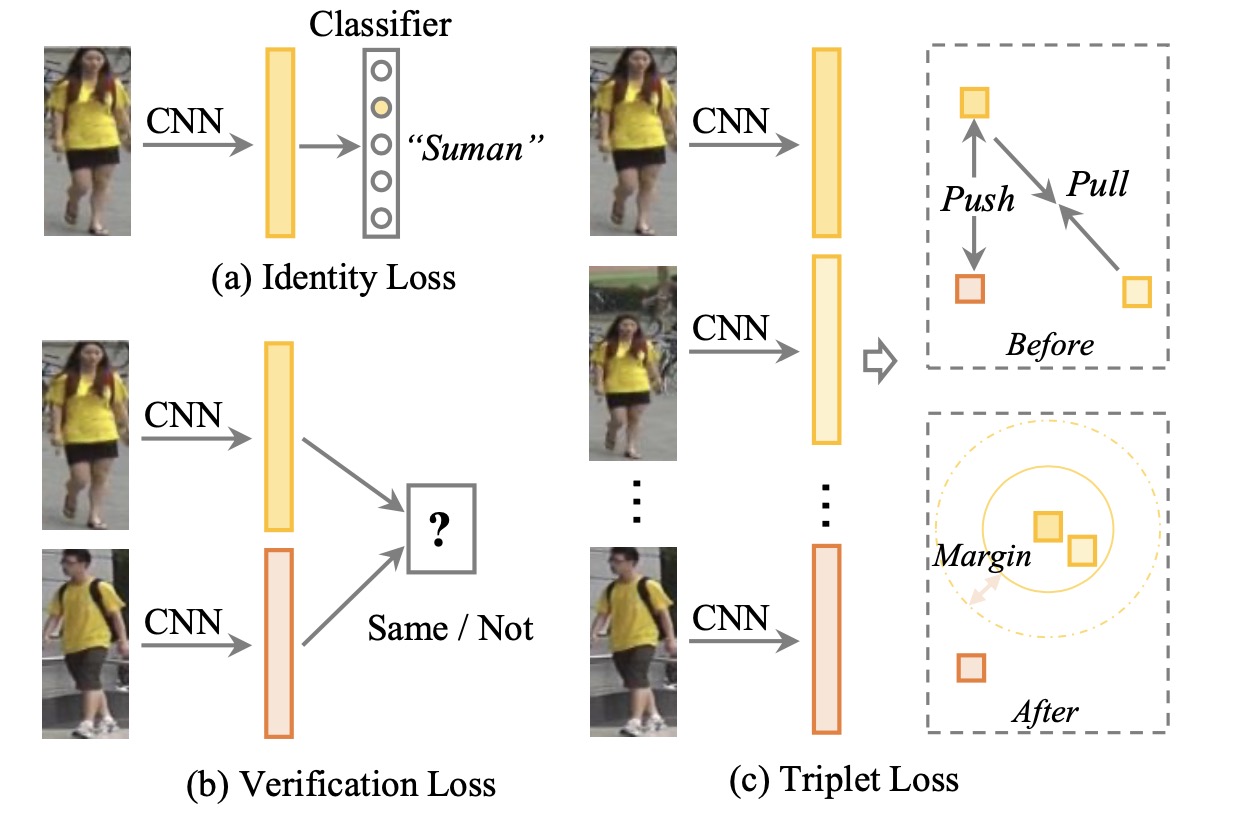 Classifier
CNN
“Suman”
(a) Identity Loss
CNN
CNN
?
Same / Not
(b) Verification Loss
CNN
CNN
CNN
Push
Pull
Before
Margin
After
(c) Triplet Loss